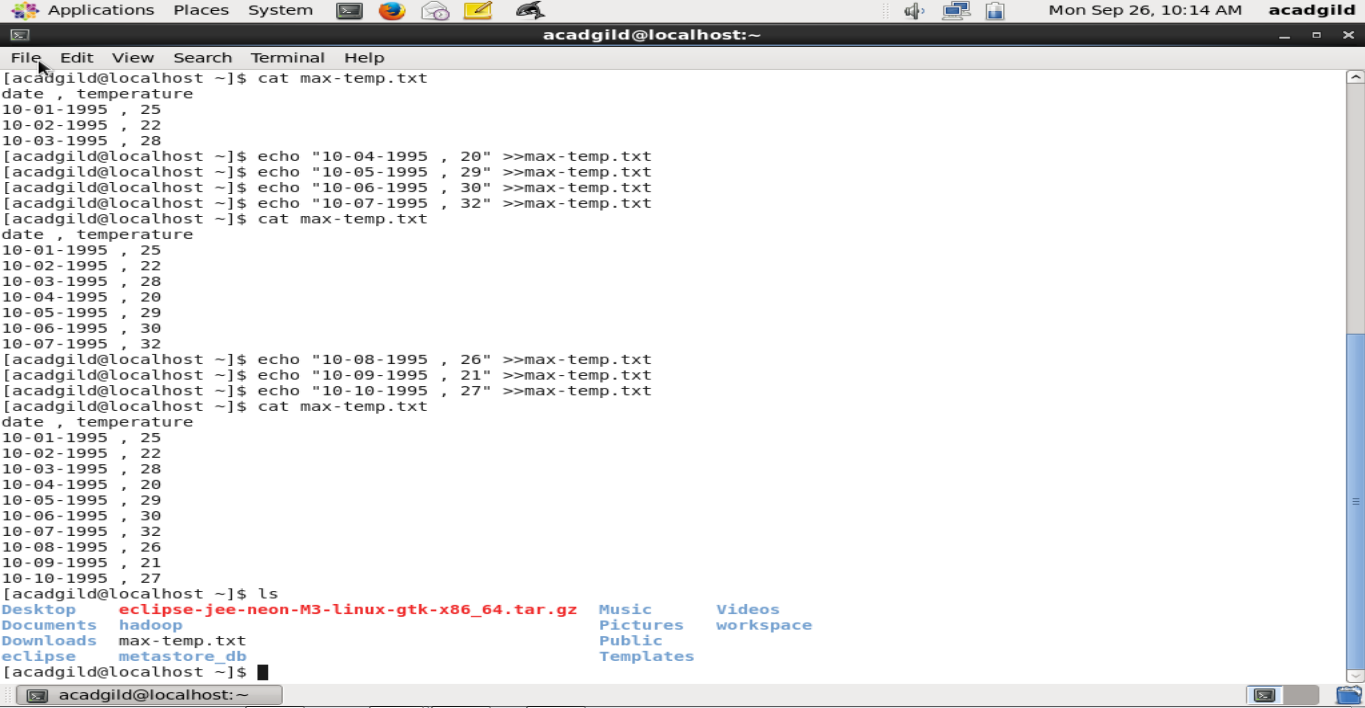 Applications Places System Mon Sep 26, 10:14 AM acadgild
acadgild@localhost:~
File Edit View Search Terminal Help
[acadgild@localhost ~]$ cat max-temp.txt
date , temperature
10-01-1995 , 25
10-02-1995 , 22
10-03-1995 , 28
[acadgild@localhost ~]$ echo "10-04-1995 , 20" >>max-temp.txt
[acadgild@localhost ~]$ echo "10-05-1995 , 29" >>max-temp.txt
[acadgild@localhost ~]$ echo "10-06-1995 , 30" >>max-temp.txt
[acadgild@localhost ~]$ echo "10-07-1995 , 32" >>max-temp.txt
[acadgild@localhost ~]$ cat max-temp.txt
date , temperature
10-01-1995 , 25
10-02-1995 , 22
10-03-1995 , 28
10-04-1995 , 20
10-05-1995 , 29
10-06-1995 , 30
10-07-1995 , 32
[acadgild@localhost ~]$ echo "10-08-1995 , 26" >>max-temp.txt
[acadgild@localhost ~]$ echo "10-09-1995 , 21" >>max-temp.txt
[acadgild@localhost ~]$ echo "10-10-1995 , 27" >>max-temp.txt
[acadgild@localhost ~]$ cat max-temp.txt
date , temperature
10-01-1995 , 25
10-02-1995 , 22
10-03-1995 , 28
10-04-1995 , 20
10-05-1995 , 29
10-06-1995 , 30
10-07-1995 , 32
10-08-1995 , 26
10-09-1995 , 21
10-10-1995 , 27
[acadgild@localhost ~]$ ls
Desktop eclipse-jee-neon-M3-linux-gtk-x86_64.tar.gz Music Videos
Documents hadoop Pictures workspace
Downloads max-temp.txt Public
eclipse metastore_db Templates
[acadgild@localhost ~]$
acadgild@localhost:~